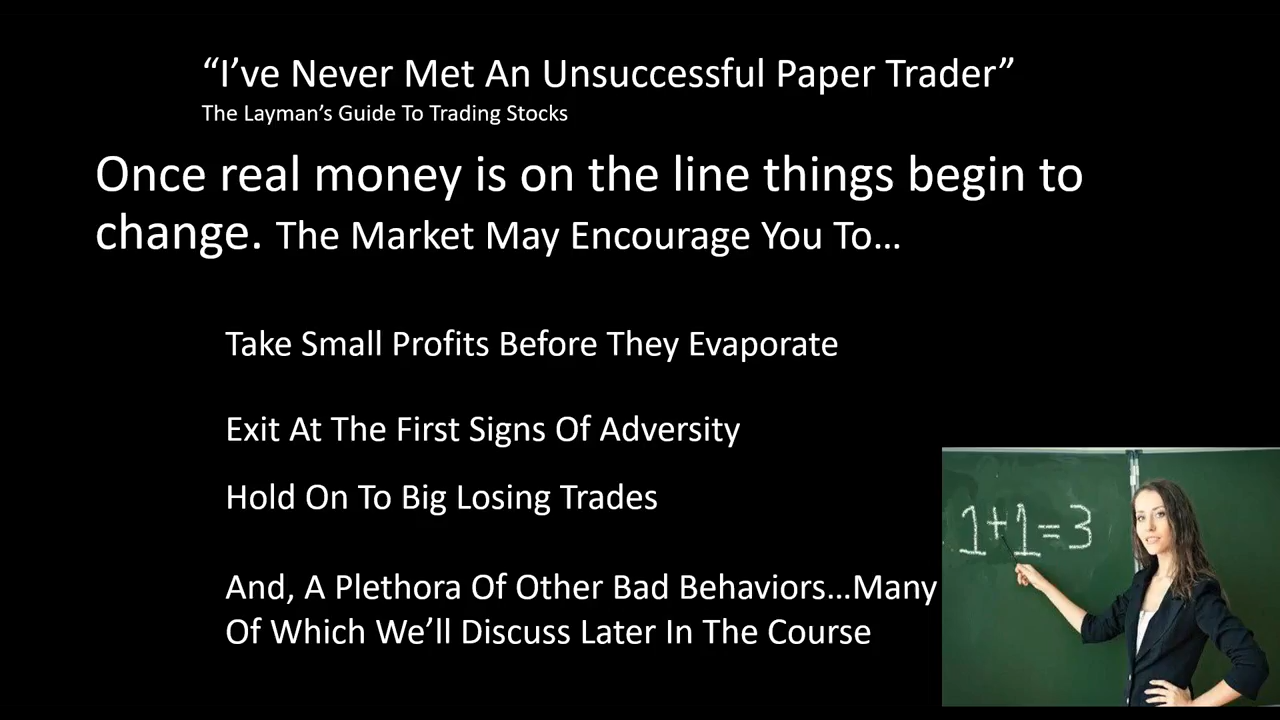 “I’ve Never Met An Unsuccessful Paper Trader”
The Layman’s Guide To Trading Stocks
Once real money is on the line things begin to
change. The Market May Encourage You To…
Take Small Profits Before They Evaporate
Exit At The First Signs Of Adversity
Hold On To Big Losing Trades
And, A Plethora Of Other Bad Behaviors…Many
Of Which We’ll Discuss Later In The Course
1+1=3